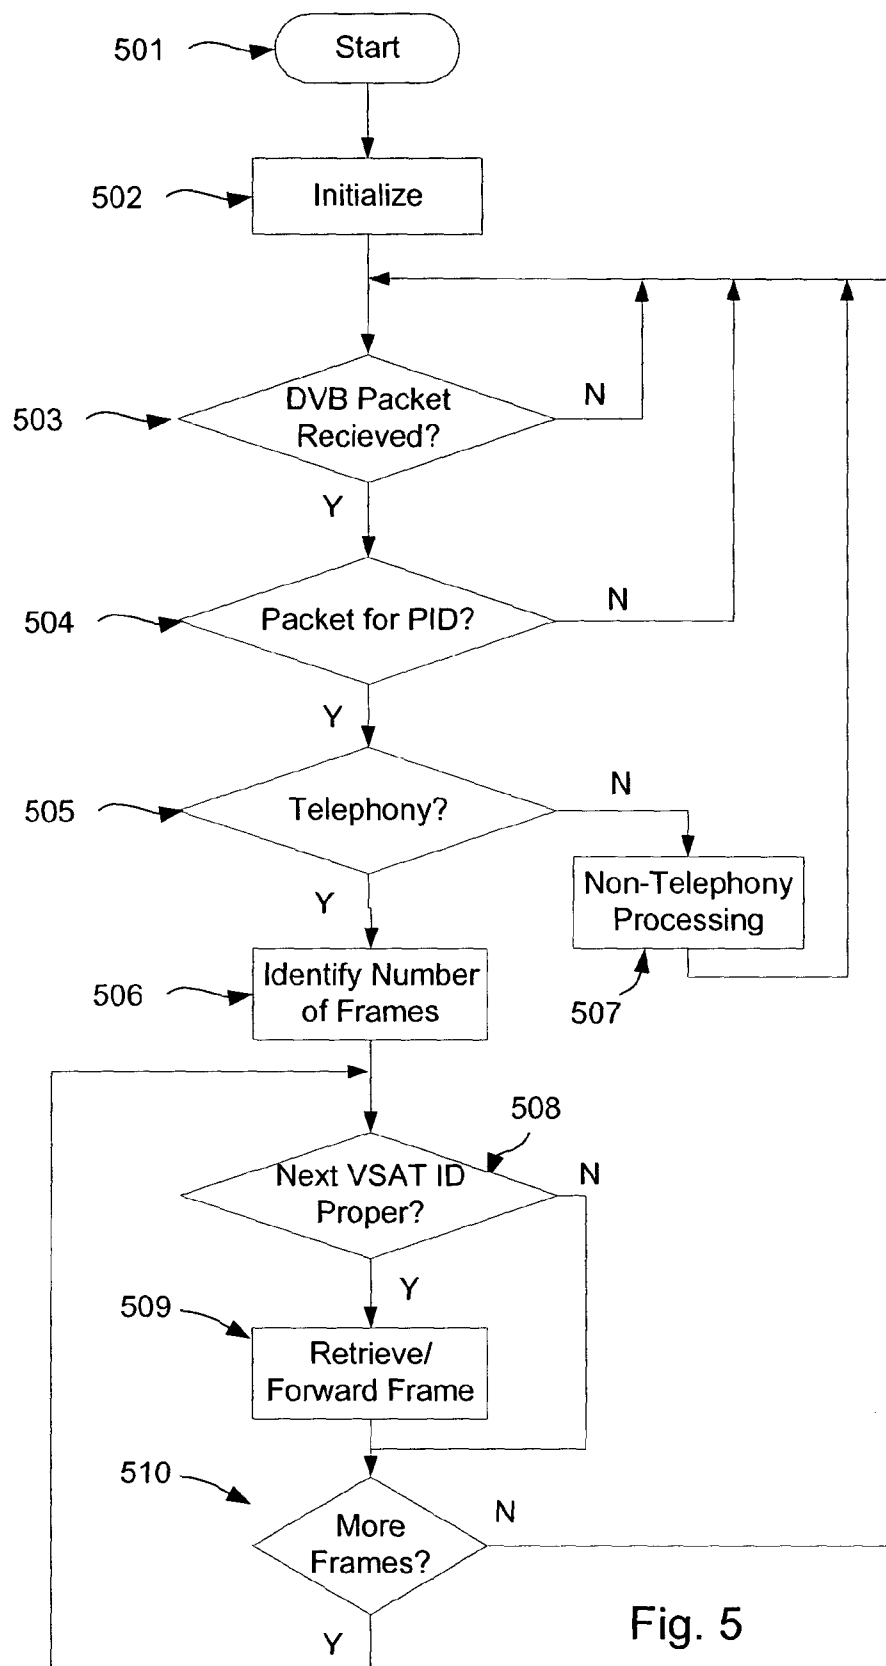 501
Start
502
Initialize
503
DVB Packet
Recieved?
N
Y
504
Packet for PID?
N
Y
505
Telephony?
N
Y
Non-Telephony
Processing
507
506
Identify Number
of Frames
508
Next VSAT ID
Proper?
N
Y
509
Retrieve/
Forward Frame
510
More
Frames?
N
Y
Fig. 5